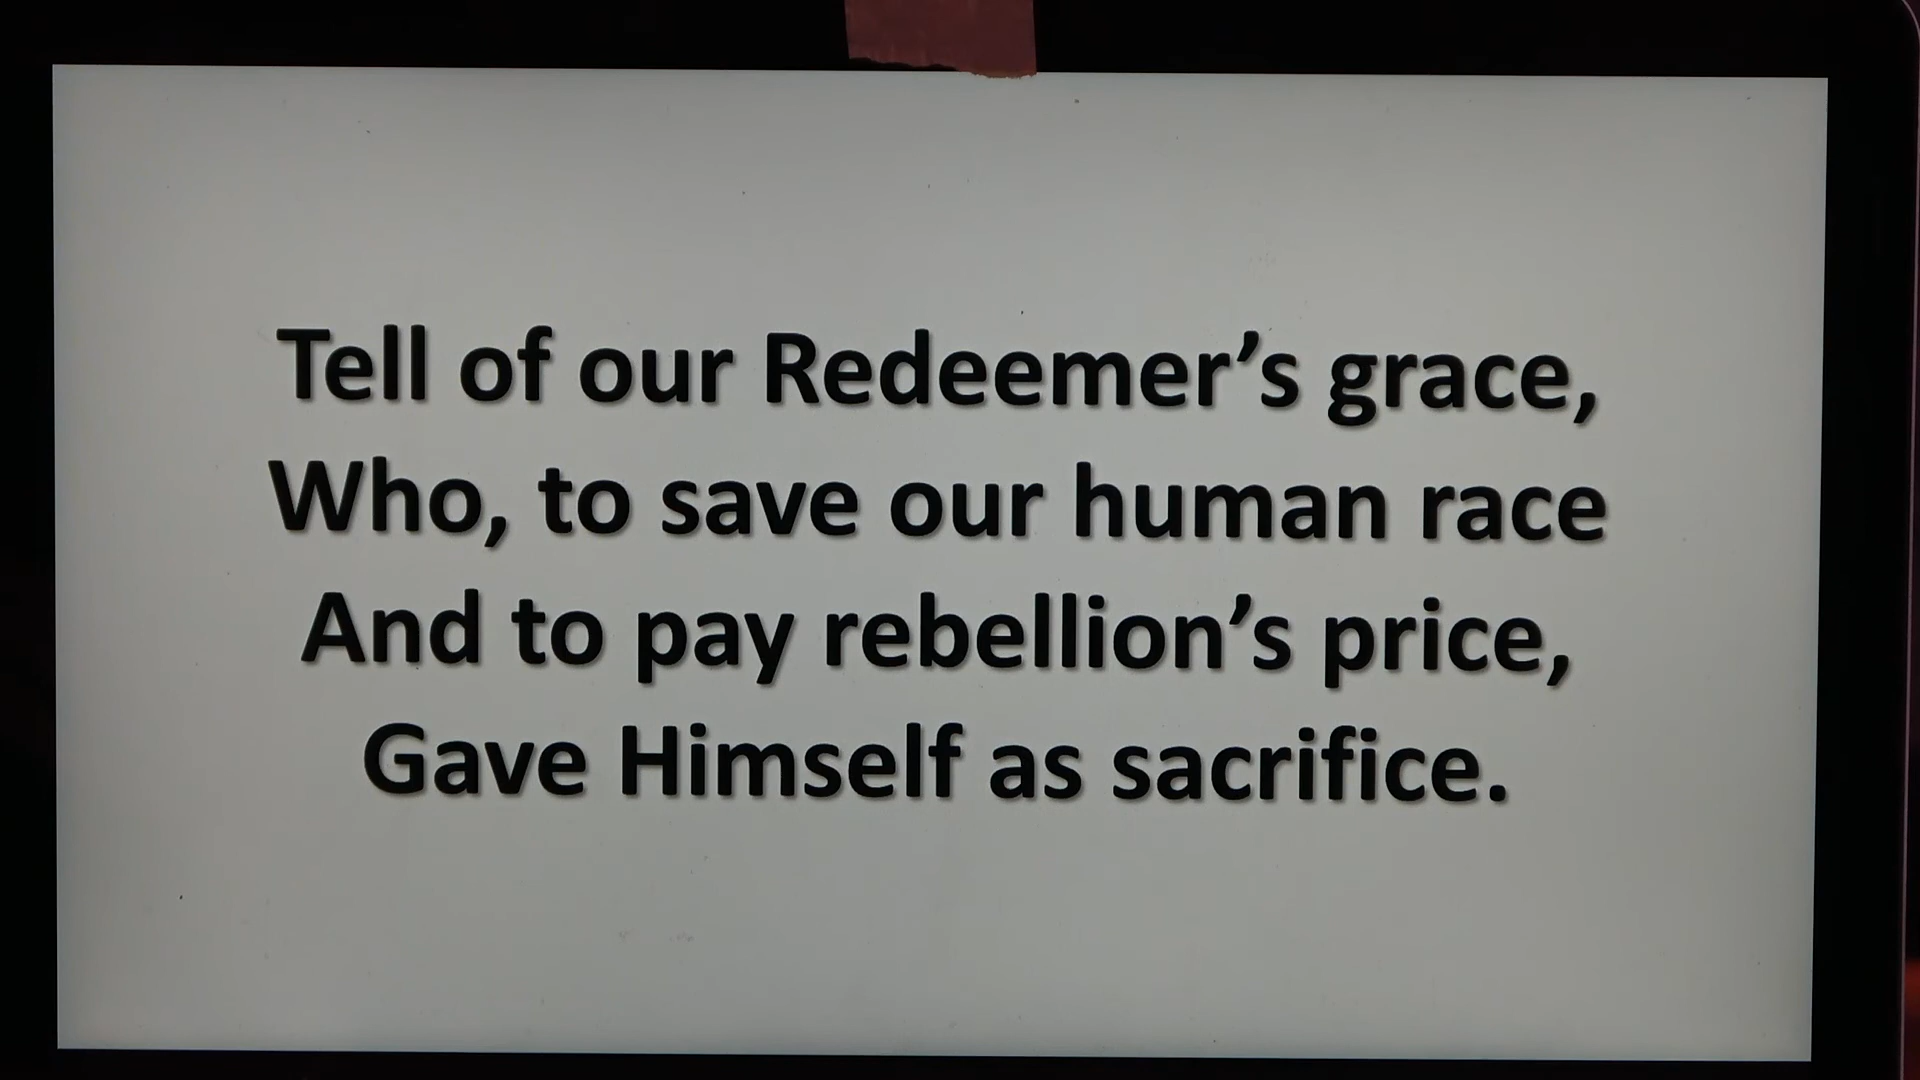 Tell of our Redeemer’s grace,
Who, to save our human race
And to pay rebellion’s price,
Gave Himself as sacrifice.